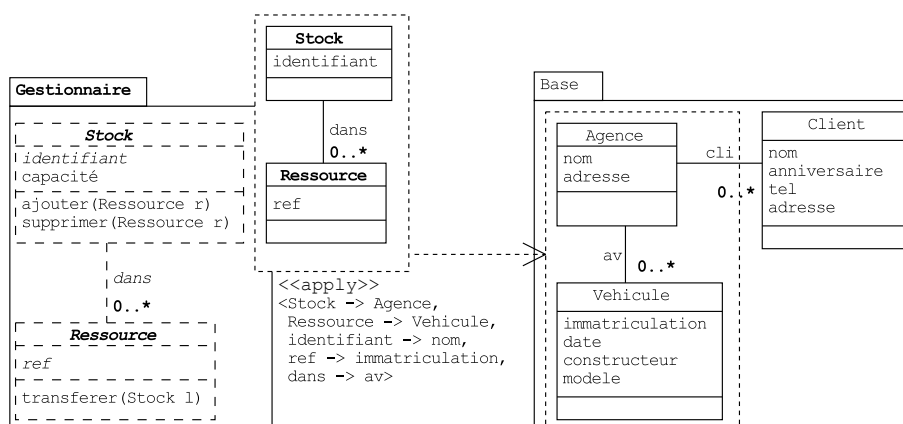 Gestionnaire
Stock
identifiant
capacité
ajouter(Ressource r)
supprimer(Ressource r)
dans
0..*
Ressource
ref
transferer(Stock l)
Stock
identifiant
dans
0..*
Ressource
ref
<<apply>>
<Stock -> Agence,
Ressource -> Vehicule,
identifiant -> nom,
ref -> immatriculation,
dans -> av>
Base
Agence
nom
adresse
cli
0..*
Client
nom
anniversaire
tel
adresse
av
0..*
Vehicule
immatriculation
date
constructeur
modele